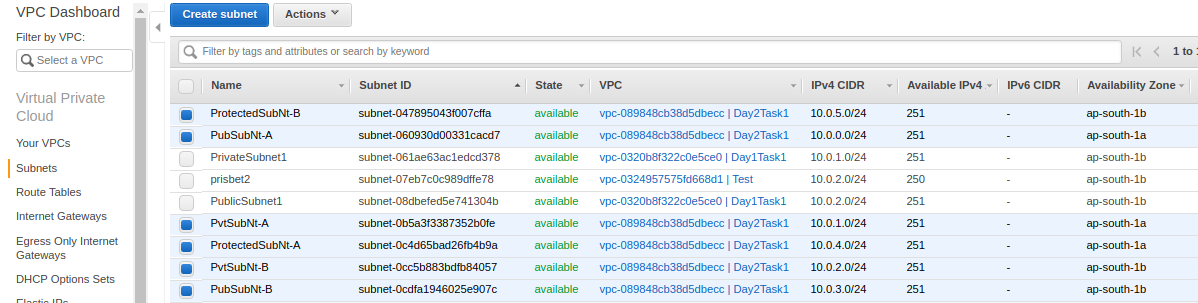 VPC Dashboard
Filter by VPC:
Select a VPC
Virtual Private
Cloud
Your VPCs
Subnets
Route Tables
Internet Gateways
Egress Only Internet
Gateways
DHCP Options Sets
Elastic IPs
Create subnet Actions
Filter by tags and attributes or search by keyword 1 to
Name Subnet ID State VPC IPv4 CIDR Available IPv4 IPv6 CIDR Availability Zone
ProtectedSubNt-B subnet-047895043f007cffa available vpc-089848cb38d5dbecc | Day2Task1 10.0.5.0/24 251 - ap-south-1b
PubSubNt-A subnet-060930d00331cacd7 available vpc-089848cb38d5dbecc | Day2Task1 10.0.0.0/24 251 - ap-south-1a
PrivateSubnet1 subnet-061ae63ac1edcd378 available vpc-0320b8f322c0e5ce0 | Day1Task1 10.0.1.0/24 251 - ap-south-1b
prisbet2 subnet-07eb7c0c989dffe78 available vpc-0324957575fd668d1 | Test 10.0.2.0/24 250 - ap-south-1b
PublicSubnet1 subnet-08dbefed5e741304b available vpc-0320b8f322c0e5ce0 | Day1Task1 10.0.2.0/24 251 - ap-south-1b
PvtSubNt-A subnet-0b5a3f3387352b0fe available vpc-089848cb38d5dbecc | Day2Task1 10.0.1.0/24 251 - ap-south-1a
ProtectedSubNt-A subnet-0c4d65bad26fb4b9a available vpc-089848cb38d5dbecc | Day2Task1 10.0.4.0/24 251 - ap-south-1a
PvtSubNt-B subnet-0cc5b883bdfb84057 available vpc-089848cb38d5dbecc | Day2Task1 10.0.2.0/24 251 - ap-south-1b
PubSubNt-B subnet-0cdfa1946025e907c available vpc-089848cb38d5dbecc | Day2Task1 10.0.3.0/24 251 - ap-south-1b